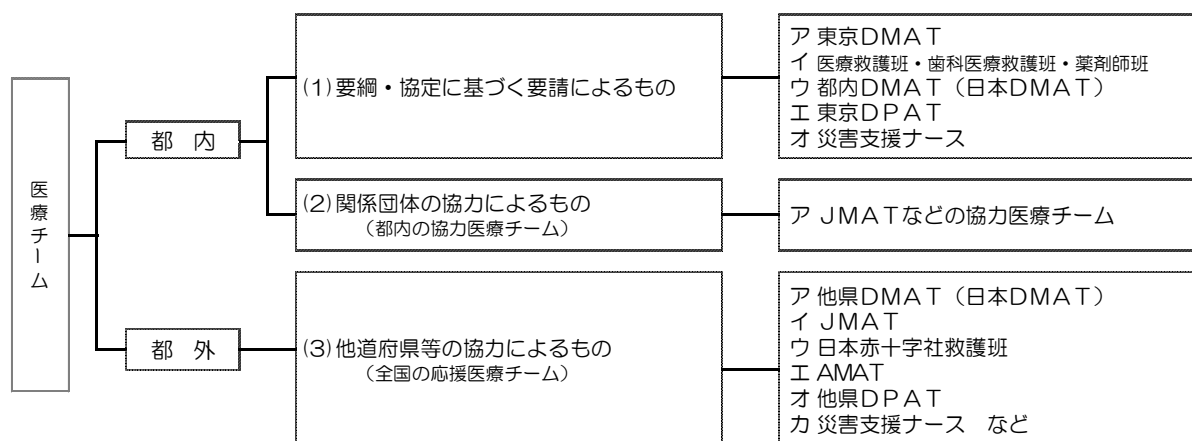 医療チーム
都 内
(1)要綱・協定に基づく要請によるもの
ア 東京DMAT
イ 医療救護班・歯科医療救護班・薬剤師班
ウ 都内DMAT（日本DMAT）
エ 東京DPAT
オ 災害支援ナース
(2)関係団体の協力によるもの
（都内の協力医療チーム）
ア JMATなどの協力医療チーム
都 外
(3)他道府県等の協力によるもの
（全国の応援医療チーム）
ア 他県DMAT（日本DMAT）
イ JMAT
ウ 日本赤十字社救護班
エ AMAT
オ 他県DPAT
カ 災害支援ナース など